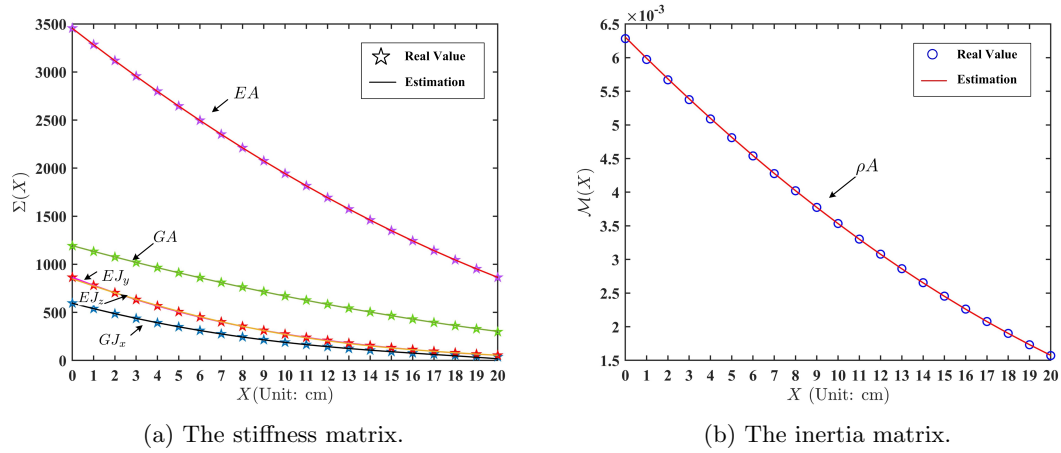 3500
3000
2500
2000
1500
1000
500
0
Σ(X)
Real Value
Estimation
EA
GA
EJ_y
EJ_z
GJ_x
0 1 2 3 4 5 6 7 8 9 10 11 12 13 14 15 16 17 18 19 20
X(Unit: cm)
(a) The stiffness matrix.
×10⁻³
6.5
6
5.5
5
4.5
4
3.5
3
2.5
2
1.5
ℳ(X)
Real Value
Estimation
ρA
0 1 2 3 4 5 6 7 8 9 10 11 12 13 14 15 16 17 18 19 20
X (Unit: cm)
(b) The inertia matrix.